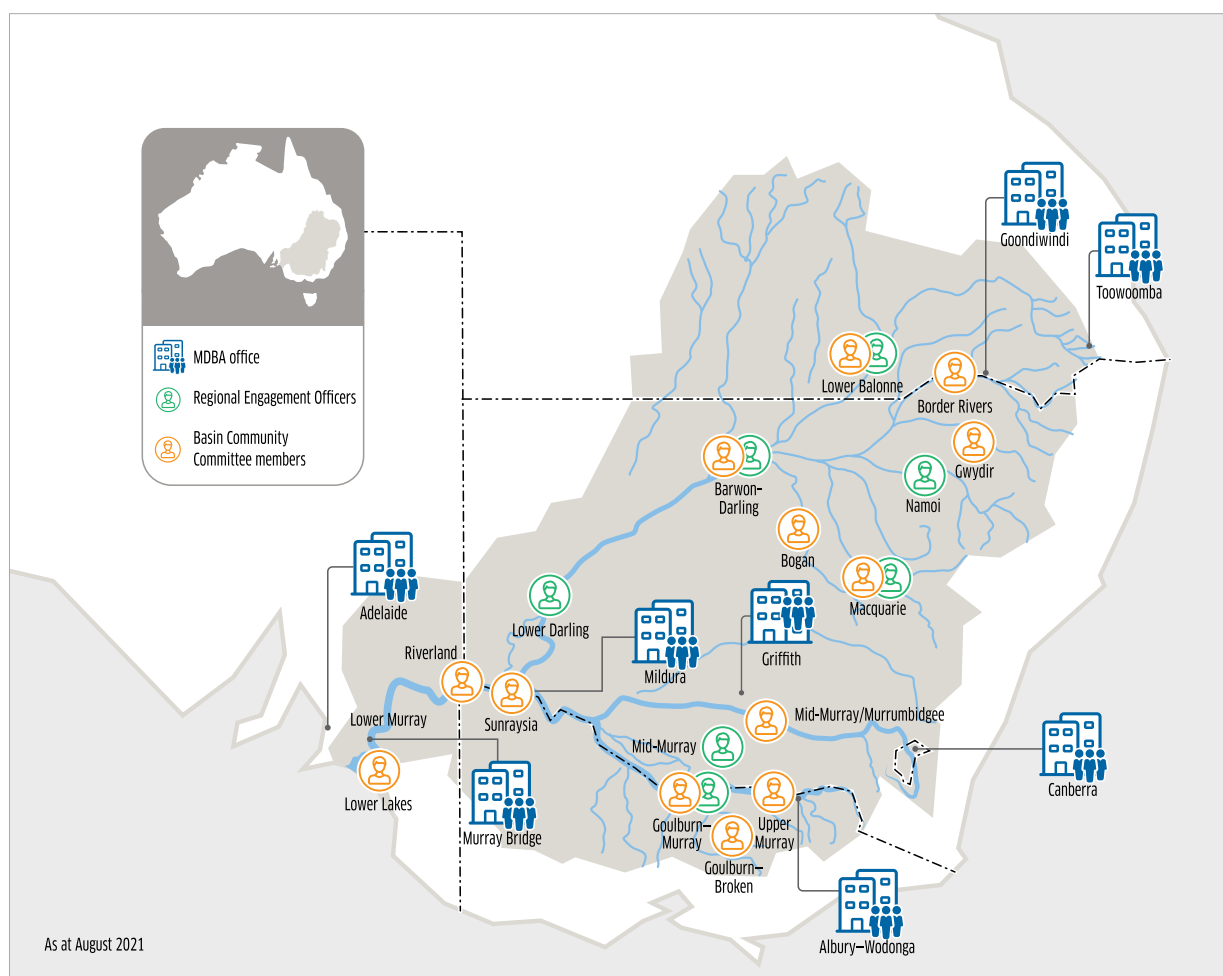 MDBA office
Regional Engagement Officers
Basin Community
Committee members
Goondiwindi
Toowoomba
Lower Balonne
Border Rivers
Gwydir
Namoi
Barwon–
Darling
Bogan
Macquarie
Adelaide
Lower Darling
Griffith
Mildura
Riverland
Sunraysia
Lower Murray
Mid-Murray/Murrumbidgee
Mid-Murray
Canberra
Lower Lakes
Murray Bridge
Goulburn–
Murray
Upper
Murray
Goulburn–
Broken
Albury–Wodonga
As at August 2021